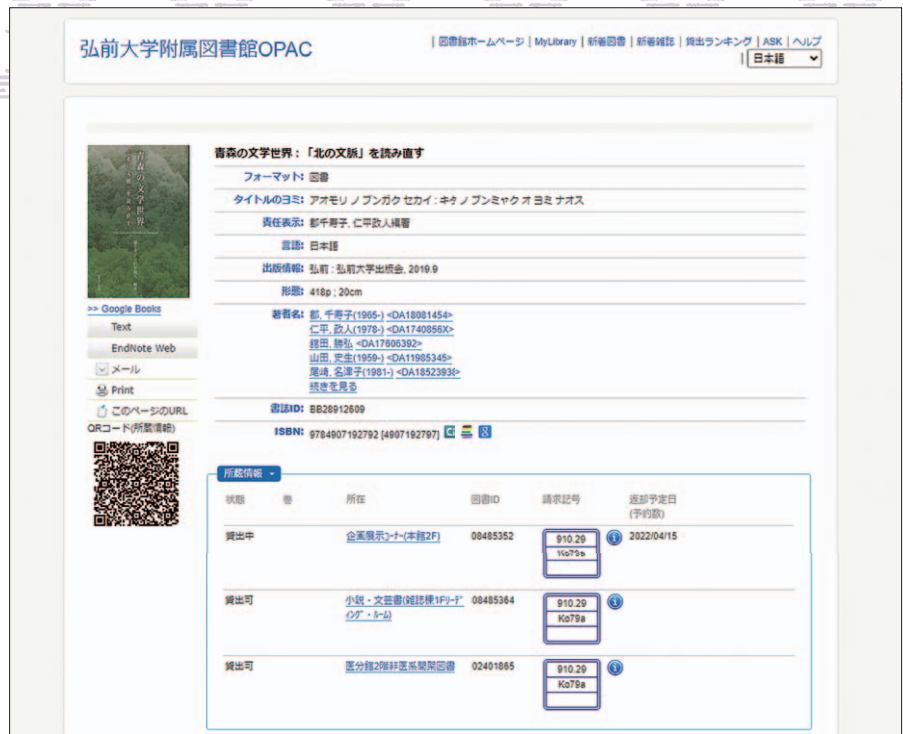 弘前大学附属図書館OPAC
| 図書館ホームページ | MyLibrary | 新着図書 | 新着雑誌 | 貸出ランキング | ASK | ヘルプ
| 日本語
青森の文学世界
青森の文学世界 : 「北の文脈」を読み直す
フォーマット: 図書
タイトルのヨミ: アオモリ ノ ブンガク セカイ : キタ ノ ブンミャク オ ヨミ ナオス
責任表示: 郡千寿子, 仁平政人編著
言語: 日本語
出版情報: 弘前 : 弘前大学出版会, 2019.9
形態: 418p ; 20cm
著者名: 郡, 千寿子(1965-) <DA18081454>
仁平, 政人(1978-) <DA1740856X>
舘田, 勝弘 <DA17606392>
山田, 史生(1959-) <DA11985345>
尾崎, 名津子(1981-) <DA18523938>
続きを見る
書誌ID: BB28912609
ISBN: 9784907192792 [4907192797]
>> Google Books
Text
EndNote Web
メール
Print
このページのURL
QRコード(所蔵情報)
所蔵情報
状態 巻 所在 図書ID 請求記号 返却予定日
(予約数)
貸出中 企画展示コーナー(本館2F) 08485352 910.29 2022/04/15
Ko79a
貸出可 小説・文芸書(雑誌棟1Fリーデ 08485364 910.29
ィング・ルーム) Ko79a
貸出可 医分館2階非医系開架図書 02401865 910.29
Ko79a